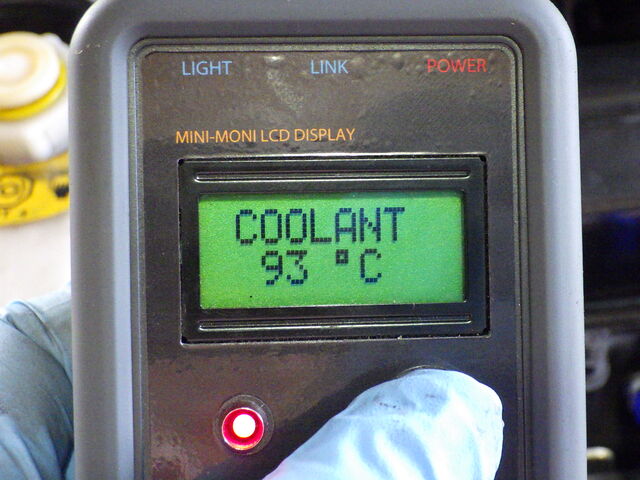 LIGHT LINK POWER
MINI-MONI LCD DISPLAY
COOLANT
93 °C